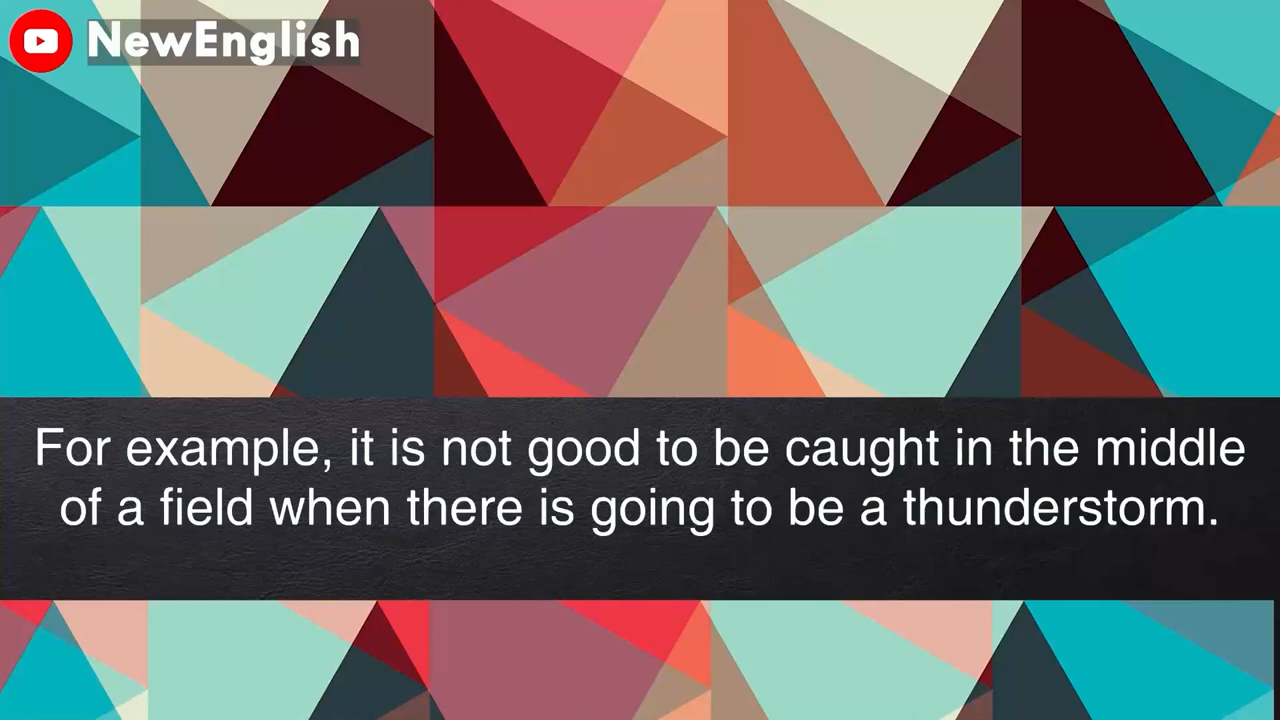 NewEnglish
For example, it is not good to be caught in the middle
of a field when there is going to be a thunderstorm.